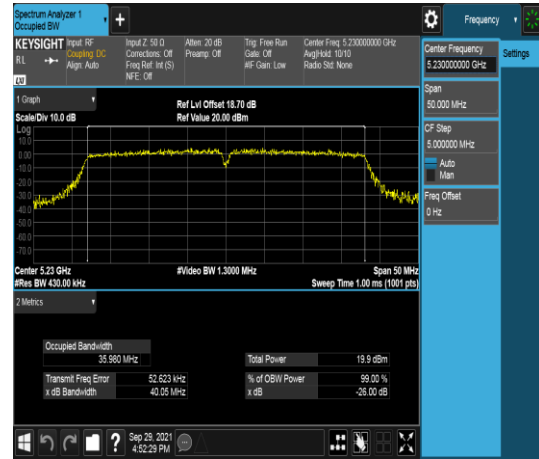 Spectrum Analyzer 1
Occupied BW
+
Frequency
KEYSIGHT
RL
LXI
Input: RF
Coupling: DC
Align: Auto
Input Z: 50 Ω
Corrections: Off
Freq Ref: Int (S)
NFE: Off
Atten: 20 dB
Preamp: Off
Trig: Free Run
Gate: Off
#IF Gain: Low
Center Freq: 5.230000000 GHz
Avg|Hold: 10/10
Radio Std: None
Center Frequency
5.230000000 GHz
Settings
Span
50.000 MHz
CF Step
5.000000 MHz
Auto
Man
Freq Offset
0 Hz
1 Graph
Scale/Div 10.0 dB
Ref Lvl Offset 18.70 dB
Ref Value 20.00 dBm
Log
10.0
0.00
-10.0
-20.0
-30.0
-40.0
-50.0
-60.0
-70.0
Center 5.23 GHz
#Res BW 430.00 kHz
#Video BW 1.3000 MHz
Span 50 MHz
Sweep Time 1.00 ms (1001 pts)
2 Metrics
Occupied Bandwidth
35.980 MHz
Total Power 19.9 dBm
Transmit Freq Error 52.623 kHz
% of OBW Power 99.00 %
x dB Bandwidth 40.05 MHz
x dB -26.00 dB
?
Sep 29, 2021
4:52:29 PM